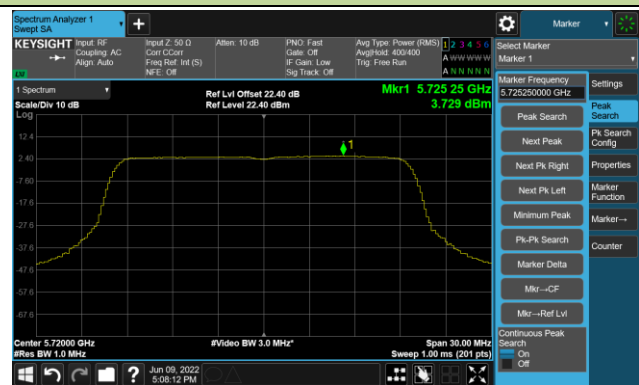 Spectrum Analyzer 1
Swept SA
Marker
KEYSIGHT
Input: RF
Coupling: AC
Align: Auto
Input Z: 50 Ω
Corr CCorr
Freq Ref: Int (S)
NFE: Off
Atten: 10 dB
PNO: Fast
Gate: Off
IF Gain: Low
Sig Track: Off
Avg Type: Power (RMS)
Avg|Hold: 400/400
Trig: Free Run
1 2 3 4 5 6
A W W W W W
A N N N N N
LW
Select Marker
Marker 1
1 Spectrum
Scale/Div 10 dB
Log
Ref Lvl Offset 22.40 dB
Ref Level 22.40 dBm
Mkr1 5.725 25 GHz
3.729 dBm
12.4
2.40
-7.60
-17.6
-27.6
-37.6
-47.6
-57.6
-67.6
1
Center 5.72000 GHz
#Res BW 1.0 MHz
#Video BW 3.0 MHz*
Span 30.00 MHz
Sweep 1.00 ms (201 pts)
Marker Frequency
5.725250000 GHz
Peak Search
Next Peak
Next Pk Right
Next Pk Left
Minimum Peak
Pk-Pk Search
Marker Delta
Mkr→CF
Mkr→Ref Lvl
Continuous Peak
Search
On
Off
Settings
Peak
Search
Pk Search
Config
Properties
Marker
Function
Marker→
Counter
?
Jun 09, 2022
5:08:12 PM